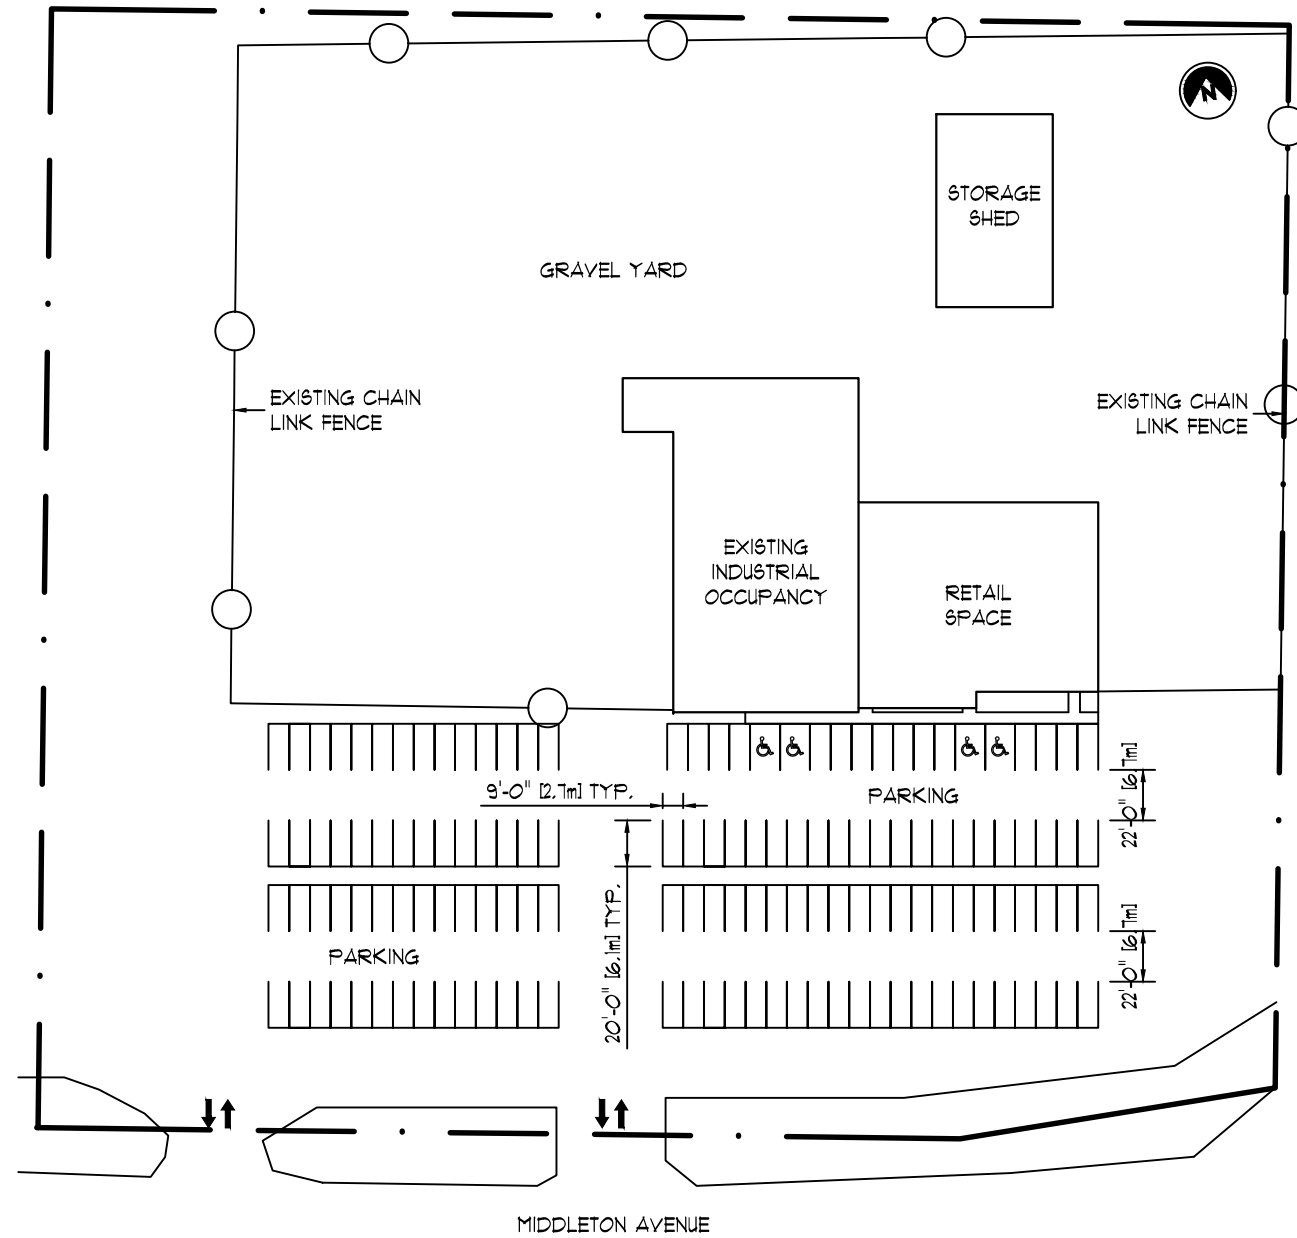 N
STORAGE
SHED
GRAVEL YARD
EXISTING CHAIN
LINK FENCE
EXISTING CHAIN
LINK FENCE
EXISTING
INDUSTRIAL
OCCUPANCY
RETAIL
SPACE
9'-0" [2.7m] TYP.
PARKING
22'-0" [6.7m]
20'-0" [6.1m] TYP.
PARKING
22'-0" [6.7m]
MIDDLETON AVENUE